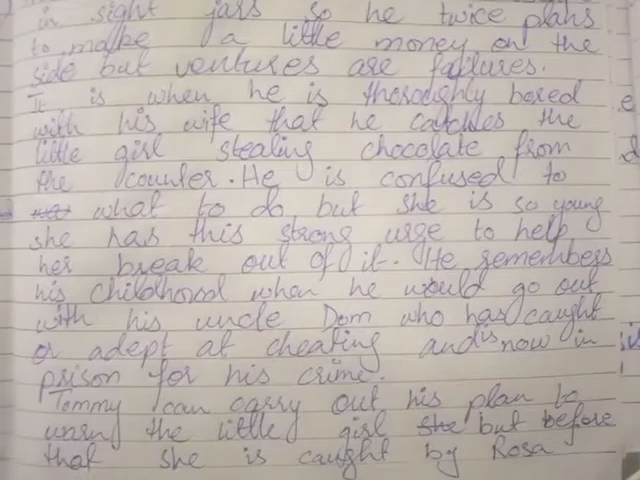 in sight jars so he twice plans
to make a little money on the
side but ventures are failures.
It is when he is thoroughly bored
with his wife that he catches the
little girl stealing chocolate from
the counter. He is confused to
what to do but she is so young
she has this strong urge to help
her break out of it. He remembers
his childhood when he would go out
with his uncle Dom who has caught
or adept at cheating and is now in
prison for his crime.
Tommy can carry out his plan to
warn the little girl she but before
that she is caught by Rosa